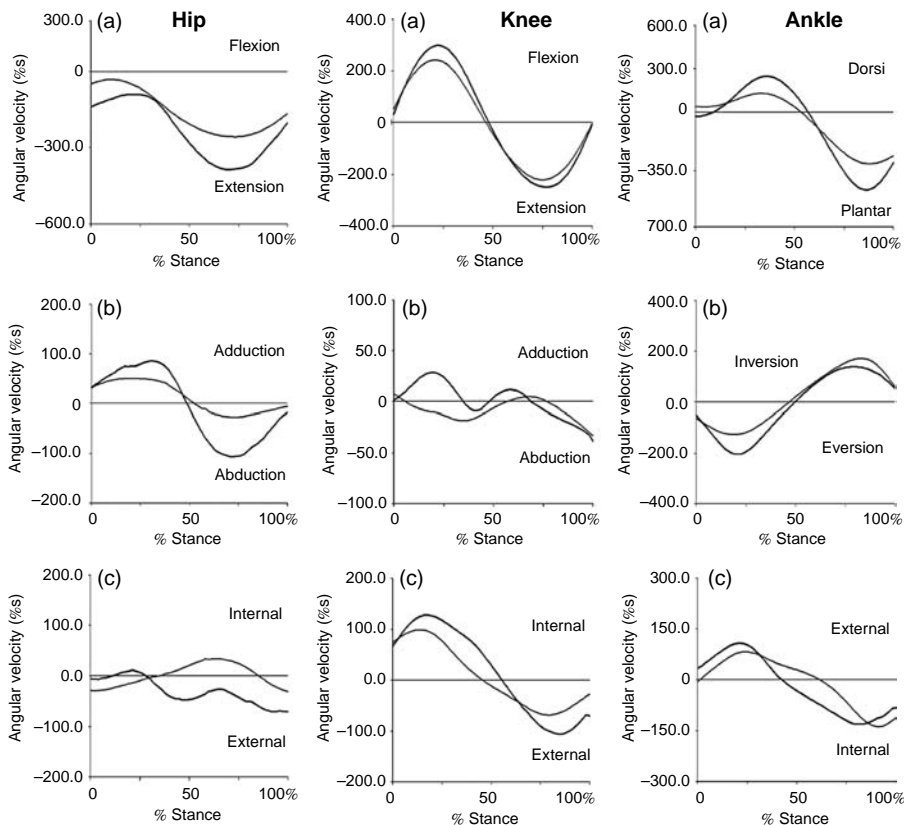 (a)
Hip
300
Flexion
0
−300.0
Extension
−600.0
Angular velocity (%s)
0
50
100%
% Stance
(a)
Knee
400.0
Flexion
200.0
0
−200.0
Extension
−400.0
Angular velocity (%s)
0
50
100%
% Stance
(a)
Ankle
600.0
Dorsi
300.0
0
−350.0
Plantar
700.0
Angular velocity (%s)
0
50
100%
% Stance
(b)
200.0
Adduction
100.0
0
−100.0
Abduction
−200.0
Angular velocity (%s)
0
50
100%
% Stance
(b)
100.0
50.0
Adduction
0
−50.0
Abduction
−100.0
Angular velocity (%s)
0
50
100%
% Stance
(b)
400.0
200.0
Inversion
0.0
Eversion
−200.0
−400.0
Angular velocity (%s)
0
50
100%
% Stance
(c)
200.0
Internal
100.0
0.0
External
−100.0
−200.0
Angular velocity (%s)
0
50
100%
% Stance
(c)
200.0
Internal
100.0
0.0
−100.0
External
−200.0
Angular velocity (%s)
0
50
100%
% Stance
(c)
300.0
External
150.0
0
−150.0
Internal
−300.0
Angular velocity (%s)
0
50
100%
% Stance